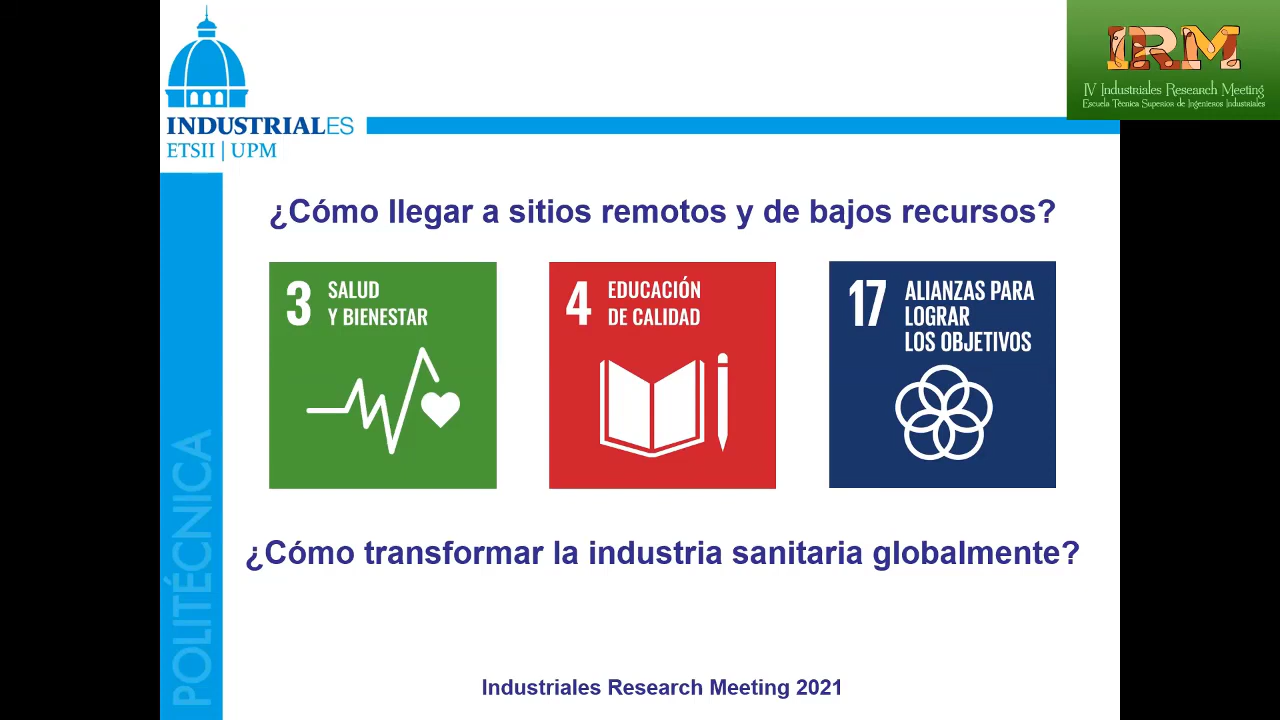 IRM
IV Industriales Research Meeting
Escuela Técnica Superior de Ingenieros Industriales
INDUSTRIALES
ETSII | UPM
¿Cómo llegar a sitios remotos y de bajos recursos?
3 SALUD
Y BIENESTAR
4 EDUCACIÓN
DE CALIDAD
17 ALIANZAS PARA
LOGRAR
LOS OBJETIVOS
¿Cómo transformar la industria sanitaria globalmente?
POLITÉCNICA
Industriales Research Meeting 2021